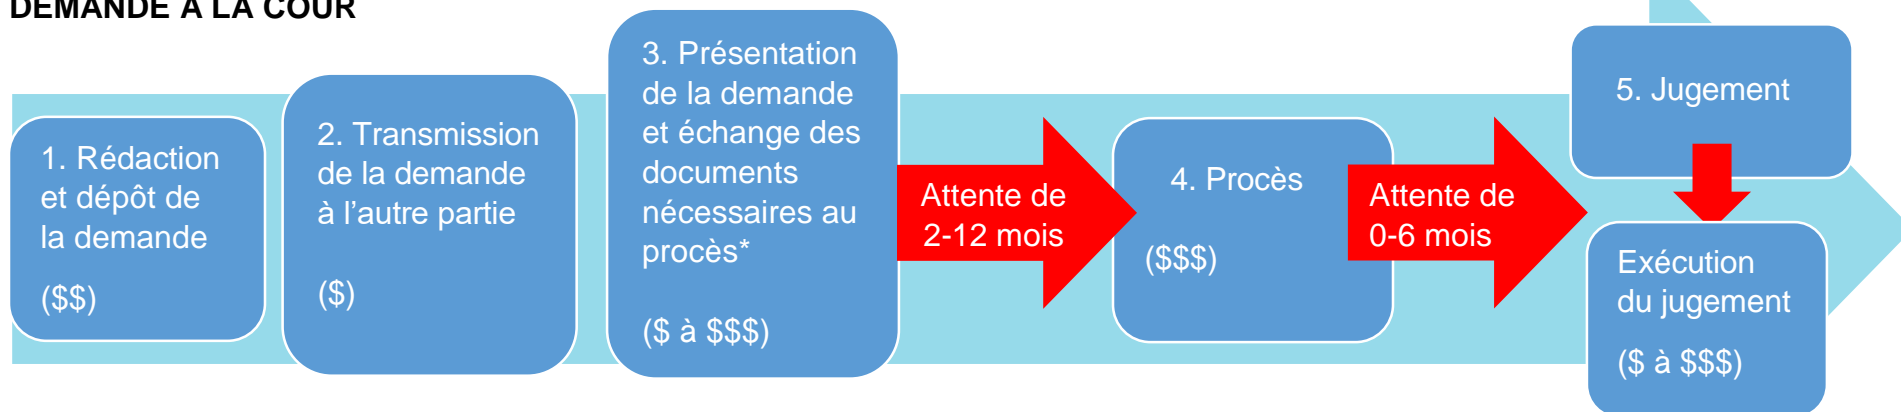 DEMANDE À LA COUR
1. Rédaction
et dépôt de
la demande
($$)
2. Transmission
de la demande
à l’autre partie
($)
3. Présentation
de la demande
et échange des
documents
nécessaires au
procès*
($ à $$$)
Attente de
2-12 mois
4. Procès
($$$)
Attente de
0-6 mois
5. Jugement
Exécution
du jugement
($ à $$$)